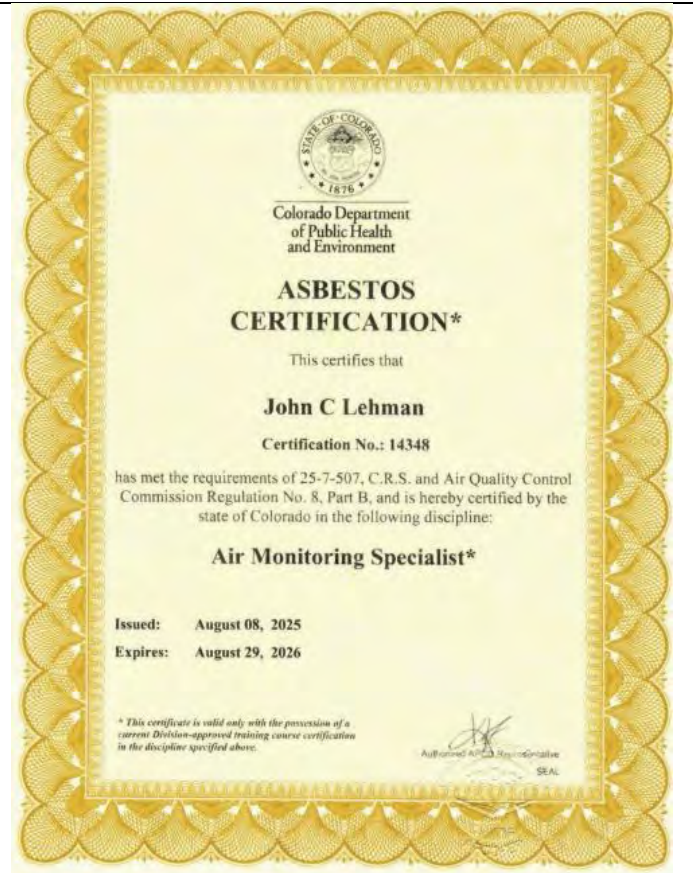 STATE·OF·COLORADO
1876
Colorado Department
of Public Health
and Environment
ASBESTOS
CERTIFICATION*
This certifies that
John C Lehman
Certification No.: 14348
has met the requirements of 25-7-507, C.R.S. and Air Quality Control
Commission Regulation No. 8, Part B, and is hereby certified by the
state of Colorado in the following discipline:
Air Monitoring Specialist*
Issued: August 08, 2025
Expires: August 29, 2026
* This certificate is valid only with the possession of a
current Division-approved training course certification
in the discipline specified above.
Authorized APCD Representative
SEAL